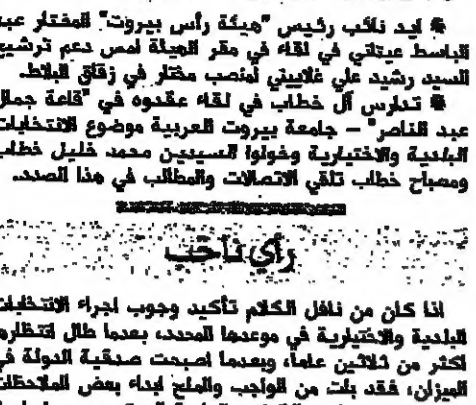 * ايد نائب رئيس "هيئة رأس بيروت" المختار عبد
الباسط عيتاني في لقاء في مقر الهيئة امس دعم ترشيح
السيد رشيد علي غلاييني لمنصب مختار في زقاق البلاط.
* تدارس آل خطاب في لقاء عقدوه في "قاعة جمال
عبد الناصر" – جامعة بيروت العربية موضوع الانتخابات
البلدية والاختيارية وخولوا السيدين محمد خليل خطاب
ومصباح خطاب تلقي الاتصالات والمطالب في هذا الصدد.
رأي ناخب
اذا كان من نافل الكلام تأكيد وجوب اجراء الانتخابات
البلدية والاختيارية في موعدها المحدد، بعدما طال انتظارها
اكثر من ثلاثين عاما، وبعدما اصبحت صدقية الدولة في
الميزان، فقد بات من الواجب والملح ابداء بعض الملاحظات